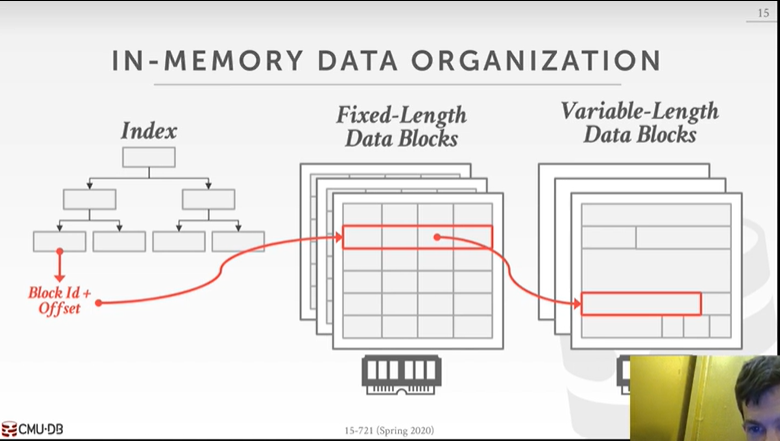 15
IN-MEMORY DATA ORGANIZATION
Index
Fixed-Length
Data Blocks
Variable-Length
Data Blocks
Block Id +
Offset
CMU·DB
15-721 (Spring 2020)